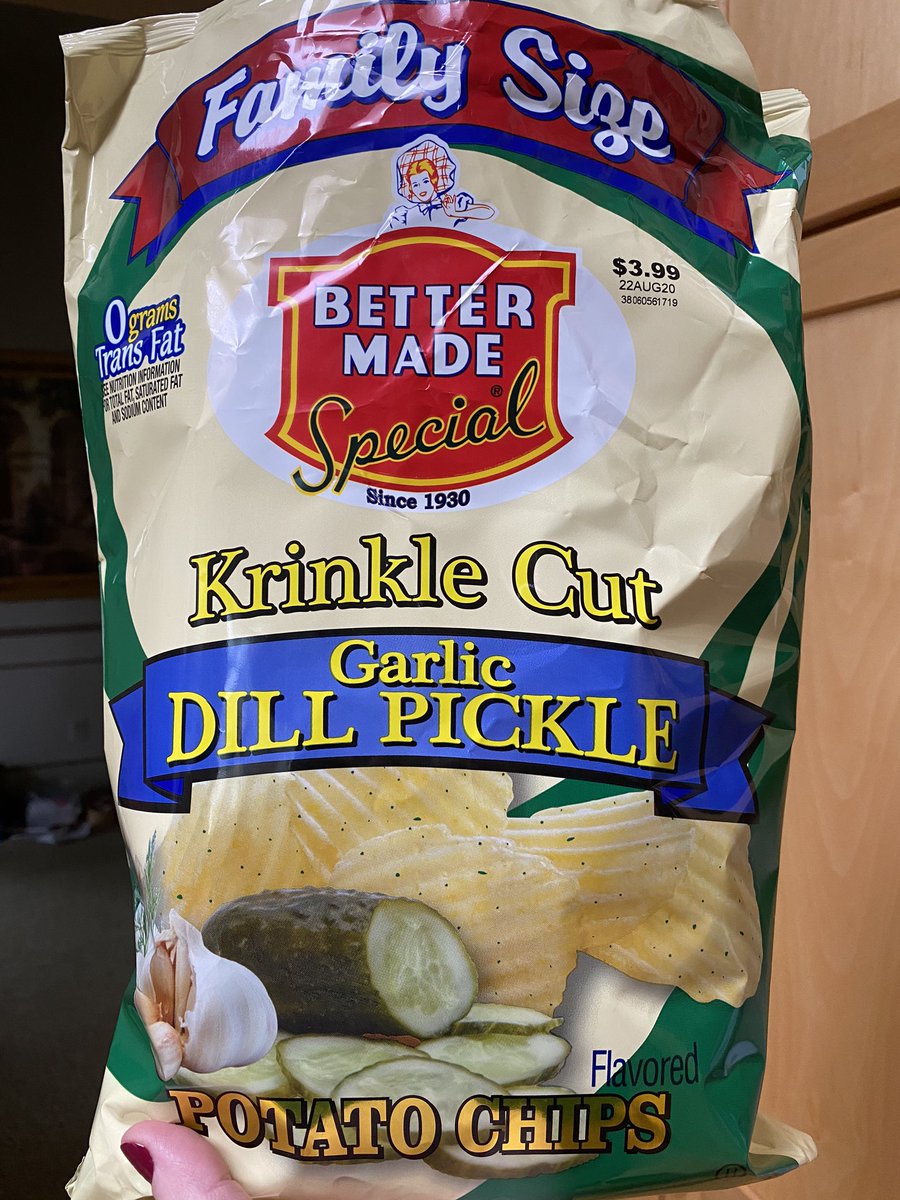 Family Size
$3.99
22AUG20
38060561719
BETTER
MADE
Special®
Since 1930
0 grams
Trans Fat
SEE NUTRITION INFORMATION
FOR TOTAL FAT, SATURATED FAT
AND SODIUM CONTENT
Krinkle Cut
Garlic
DILL PICKLE
Flavored
POTATO CHIPS